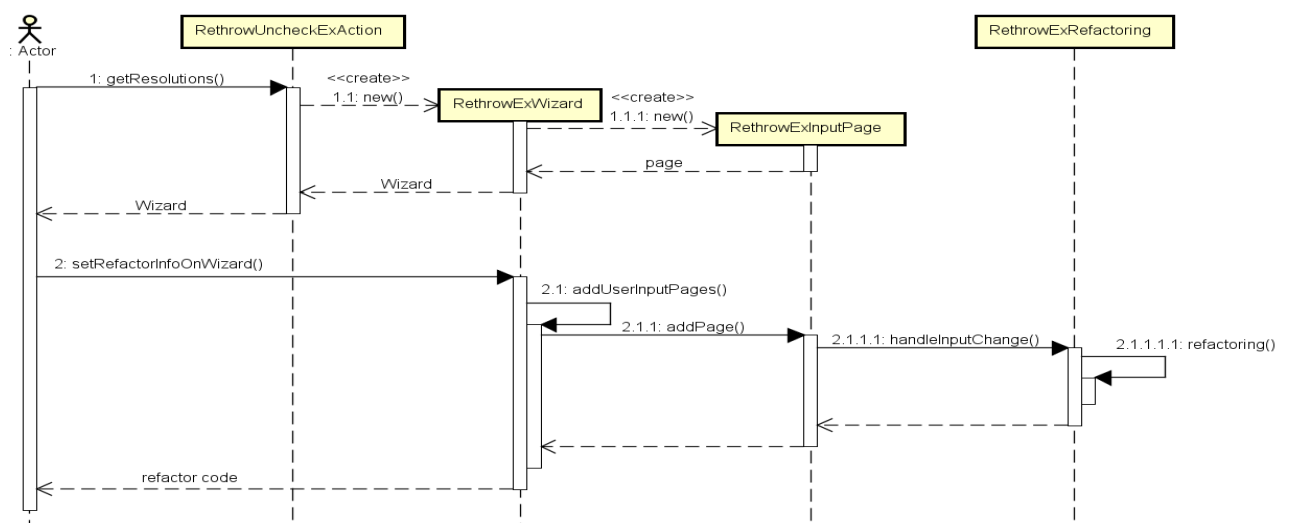 : Actor
RethrowUncheckExAction
RethrowExRefactoring
1: getResolutions()
<<create>>
1.1: new()
RethrowExWizard
<<create>>
1.1.1: new()
RethrowExInputPage
page
Wizard
Wizard
2: setRefactorInfoOnWizard()
2.1: addUserInputPages()
2.1.1: addPage()
2.1.1.1: handleInputChange()
2.1.1.1.1: refactoring()
refactor code